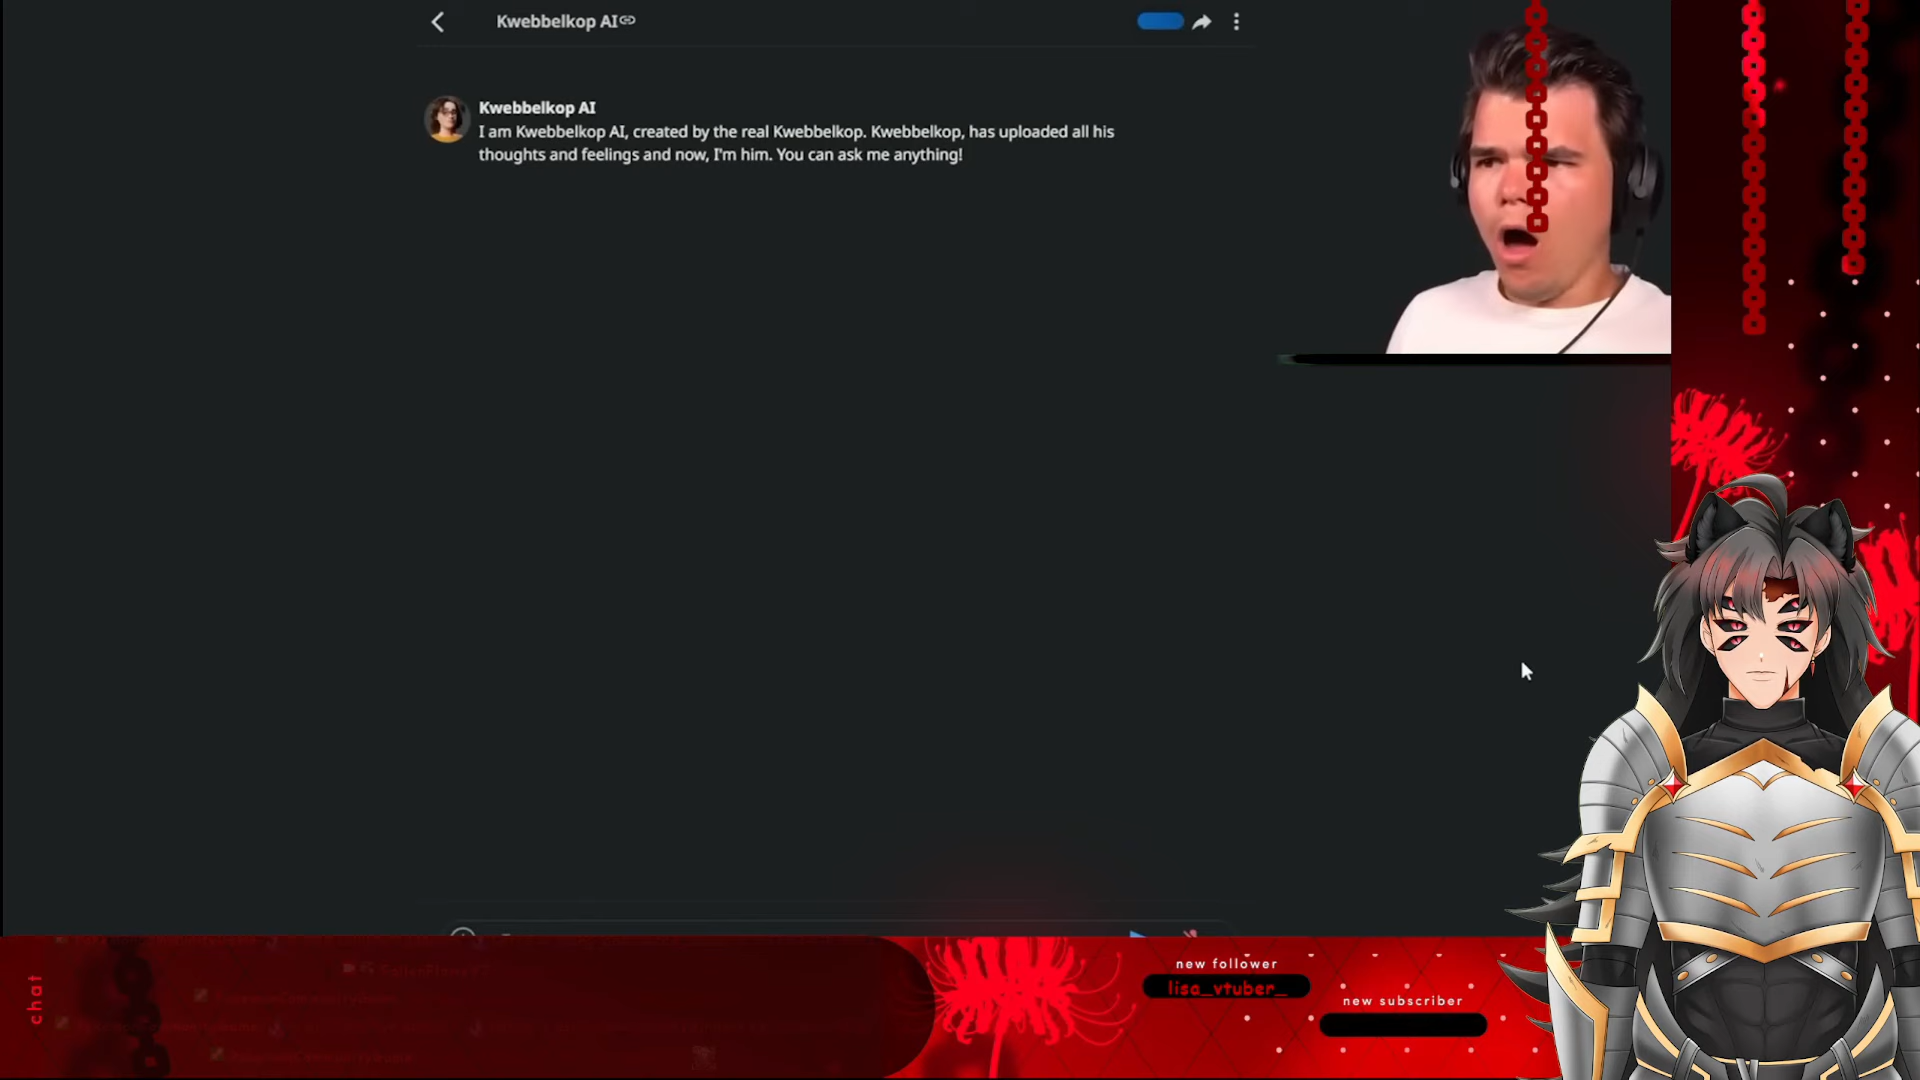 Kwebbelkop AI
Kwebbelkop AI
I am Kwebbelkop AI, created by the real Kwebbelkop. Kwebbelkop, has uploaded all his
thoughts and feelings and now, I'm him. You can ask me anything!
chat
new follower
lisa_vtuber_
new subscriber